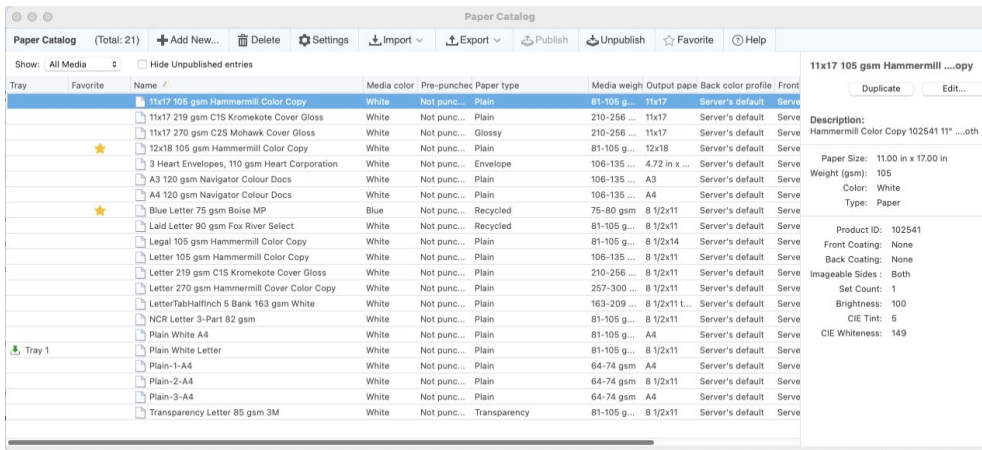 Paper Catalog
Paper Catalog (Total: 21) Add New... Delete Settings Import Export Publish Unpublish Favorite Help
Show: All Media Hide Unpublished entries
Tray Favorite Name Media color Pre-punched Paper type Media weigh Output pape Back color profile Front
11x17 105 gsm Hammermill Color Copy White Not punc... Plain 81-105 g... 11x17 Server's default Serve
11x17 219 gsm C1S Kromekote Cover Gloss White Not punc... Plain 210-256 ... 11x17 Server's default Serve
11x17 270 gsm C2S Mohawk Cover Gloss White Not punc... Glossy 210-256 ... 11x17 Server's default Serve
12x18 105 gsm Hammermill Color Copy White Not punc... Plain 81-105 g... 12x18 Server's default Serve
3 Heart Envelopes, 110 gsm Heart Corporation White Not punc... Envelope 106-135 ... 4.72 in x ... Server's default Serve
A3 120 gsm Navigator Colour Docs White Not punc... Plain 106-135 ... A3 Server's default Serve
A4 120 gsm Navigator Colour Docs White Not punc... Plain 106-135 ... A4 Server's default Serve
Blue Letter 75 gsm Boise MP Blue Not punc... Recycled 75-80 gsm 8 1/2x11 Server's default Serve
Laid Letter 90 gsm Fox River Select White Not punc... Recycled 81-105 g... 8 1/2x11 Server's default Serve
Legal 105 gsm Hammermill Color Copy White Not punc... Plain 81-105 g... 8 1/2x14 Server's default Serve
Letter 105 gsm Hammermill Color Copy White Not punc... Plain 106-135 ... 8 1/2x11 Server's default Serve
Letter 219 gsm C1S Kromekote Cover Gloss White Not punc... Plain 210-256 ... 8 1/2x11 Server's default Serve
Letter 270 gsm Hammermill Cover Color Copy White Not punc... Plain 257-300 ... 8 1/2x11 Server's default Serve
LetterTabHalfInch 5 Bank 163 gsm White White Not punc... Plain 163-209 ... 8 1/2x11 t... Server's default Serve
NCR Letter 3-Part 82 gsm White Not punc... Plain 81-105 g... 8 1/2x11 Server's default Serve
Plain White A4 White Not punc... Plain 81-105 g... A4 Server's default Serve
Tray 1 Plain White Letter White Not punc... Plain 81-105 g... 8 1/2x11 Server's default Serve
Plain-1-A4 White Not punc... Plain 64-74 gsm A4 Server's default Serve
Plain-2-A4 White Not punc... Plain 64-74 gsm 8 1/2x11 Server's default Serve
Plain-3-A4 White Not punc... Plain 64-74 gsm A4 Server's default Serve
Transparency Letter 85 gsm 3M White Not punc... Transparency 81-105 g... 8 1/2x11 Server's default Serve
11x17 105 gsm Hammermill ....opy
Duplicate Edit...
Description:
Hammermill Color Copy 102541 11" ....oth
Paper Size: 11.00 in x 17.00 in
Weight (gsm): 105
Color: White
Type: Paper
Product ID: 102541
Front Coating: None
Back Coating: None
Imageable Sides : Both
Set Count: 1
Brightness: 100
CIE Tint: 5
CIE Whiteness: 149